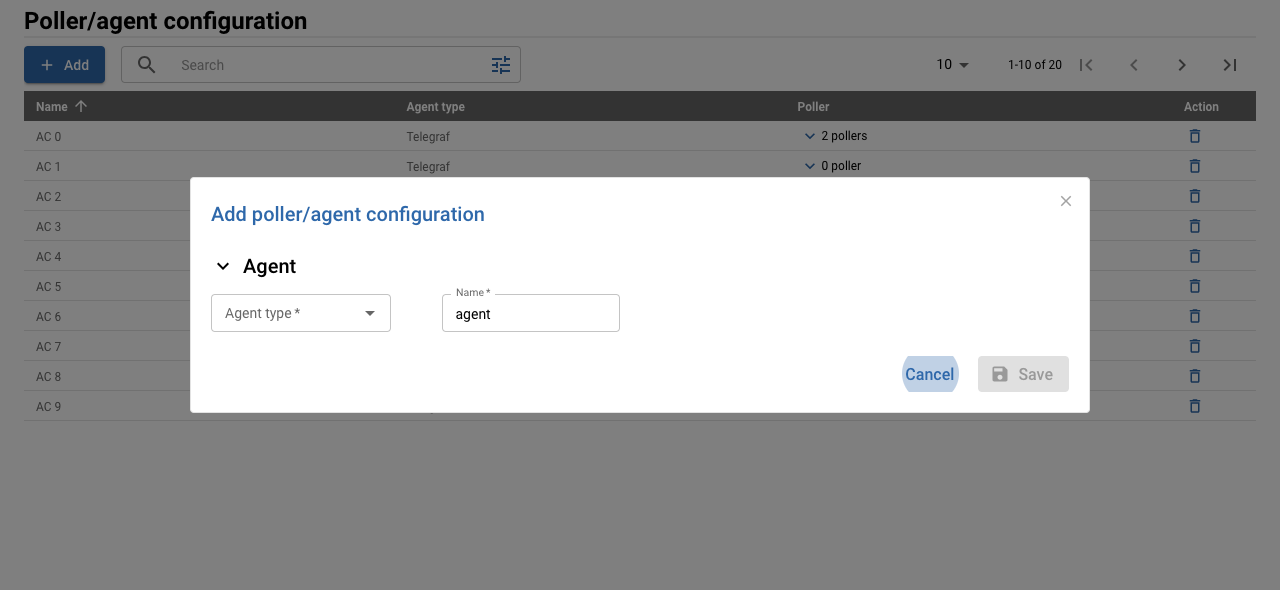 Poller/agent configuration
Add
Search
10
1-10 of 20
Name Agent type Poller Action
AC 0 Telegraf 2 pollers
AC 1 Telegraf 0 poller
AC 2
AC 3
AC 4
AC 5
AC 6
AC 7
AC 8
AC 9
Add poller/agent configuration
Agent
Agent type *
Name *
agent
Cancel
Save